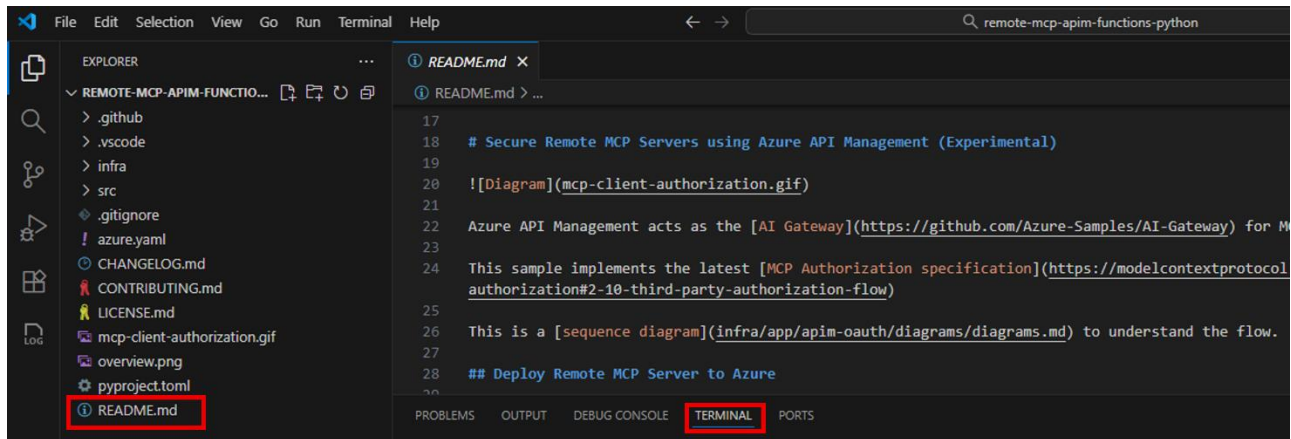 File Edit Selection View Go Run Terminal Help
remote-mcp-apim-functions-python
EXPLORER
REMOTE-MCP-APIM-FUNCTIO...
> .github
> .vscode
> infra
> src
.gitignore
! azure.yaml
CHANGELOG.md
CONTRIBUTING.md
LICENSE.md
mcp-client-authorization.gif
overview.png
pyproject.toml
README.md
LOG
README.md
README.md > ...
17
18 # Secure Remote MCP Servers using Azure API Management (Experimental)
19
20 ![Diagram](mcp-client-authorization.gif)
21
22 Azure API Management acts as the [AI Gateway](https://github.com/Azure-Samples/AI-Gateway) for
23
24 This sample implements the latest [MCP Authorization specification](https://modelcontextprotocol
authorization#2-10-third-party-authorization-flow)
25
26 This is a [sequence diagram](infra/app/apim-oauth/diagrams/diagrams.md) to understand the flow.
27
28 ## Deploy Remote MCP Server to Azure
PROBLEMS OUTPUT DEBUG CONSOLE TERMINAL PORTS